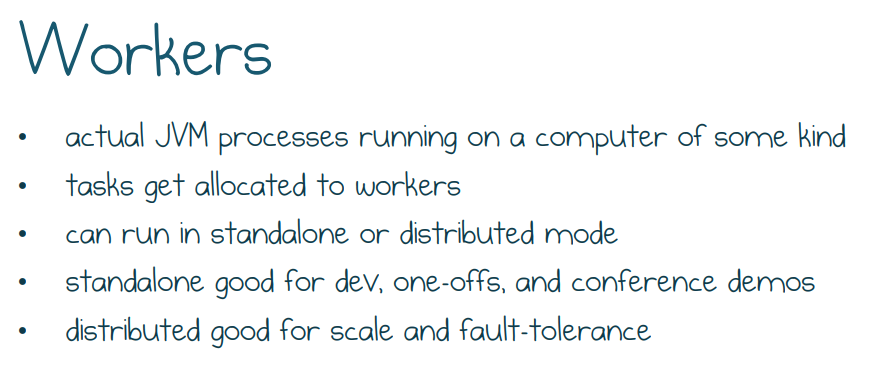 Workers
• actual JVM processes running on a computer of some kind
• tasks get allocated to workers
• can run in standalone or distributed mode
• standalone good for dev, one-offs, and conference demos
• distributed good for scale and fault-tolerance